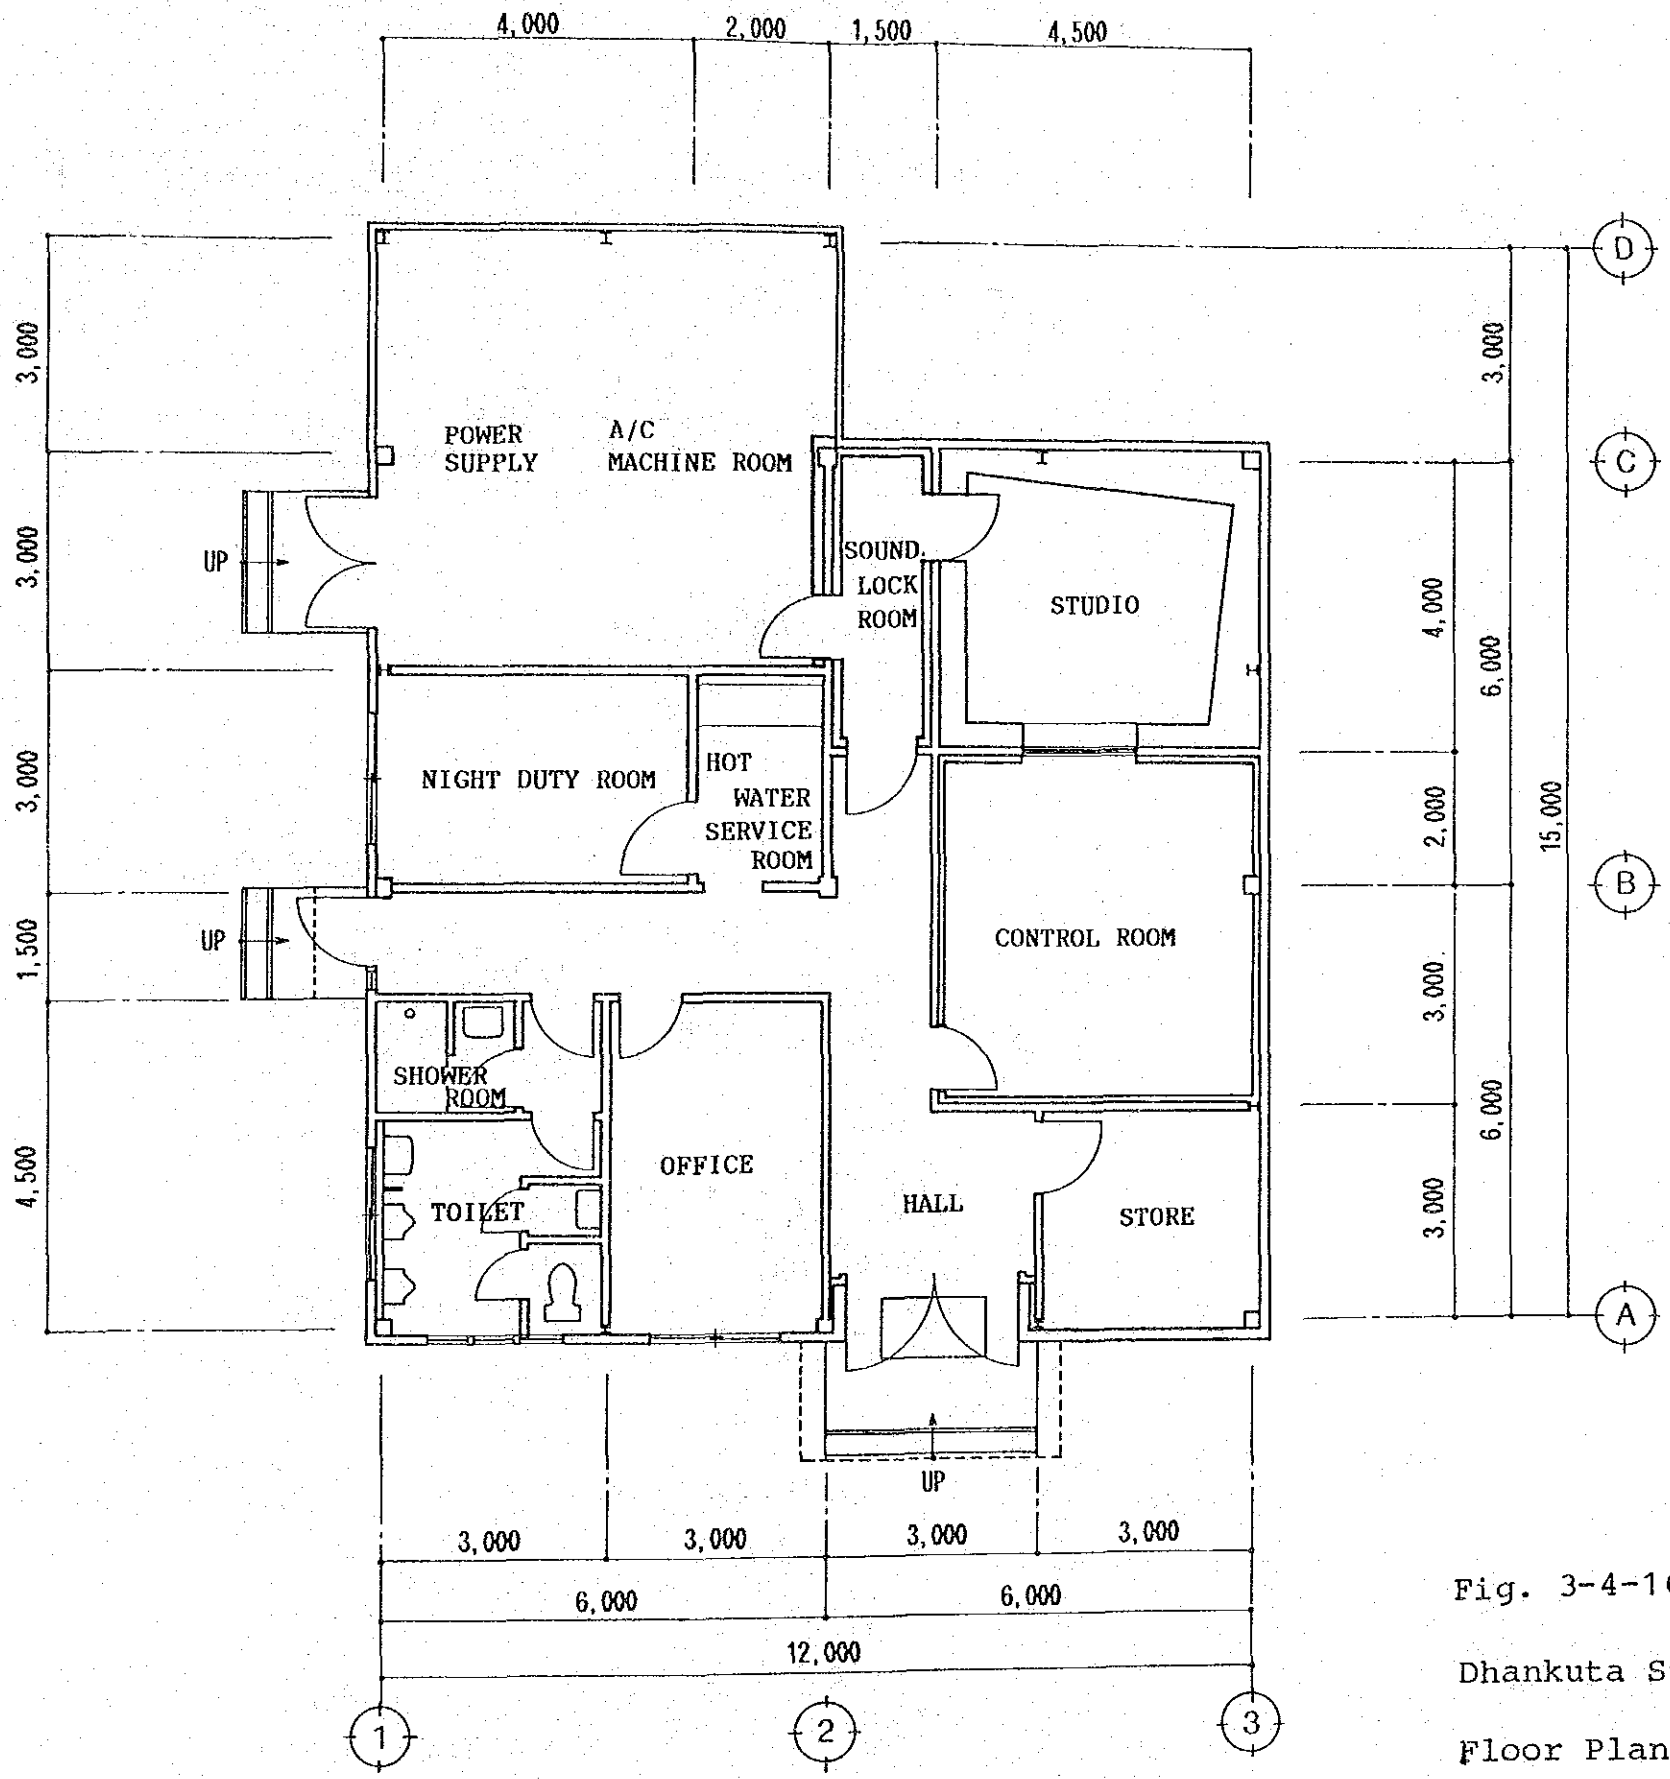 4,000
2,000
1,500
4,500
D
3,000
3,000
POWER
SUPPLY
A/C
MACHINE ROOM
C
3,000
UP
SOUND
LOCK
ROOM
STUDIO
4,000
6,000
3,000
NIGHT DUTY ROOM
HOT
WATER
SERVICE
ROOM
2,000
15,000
B
1,500
UP
CONTROL ROOM
3,000
SHOWER
ROOM
6,000
4,500
TOILET
OFFICE
HALL
STORE
3,000
A
UP
3,000
3,000
3,000
3,000
6,000
6,000
12,000
1
2
3
Fig. 3-4-1
Dhankuta S
Floor Plan